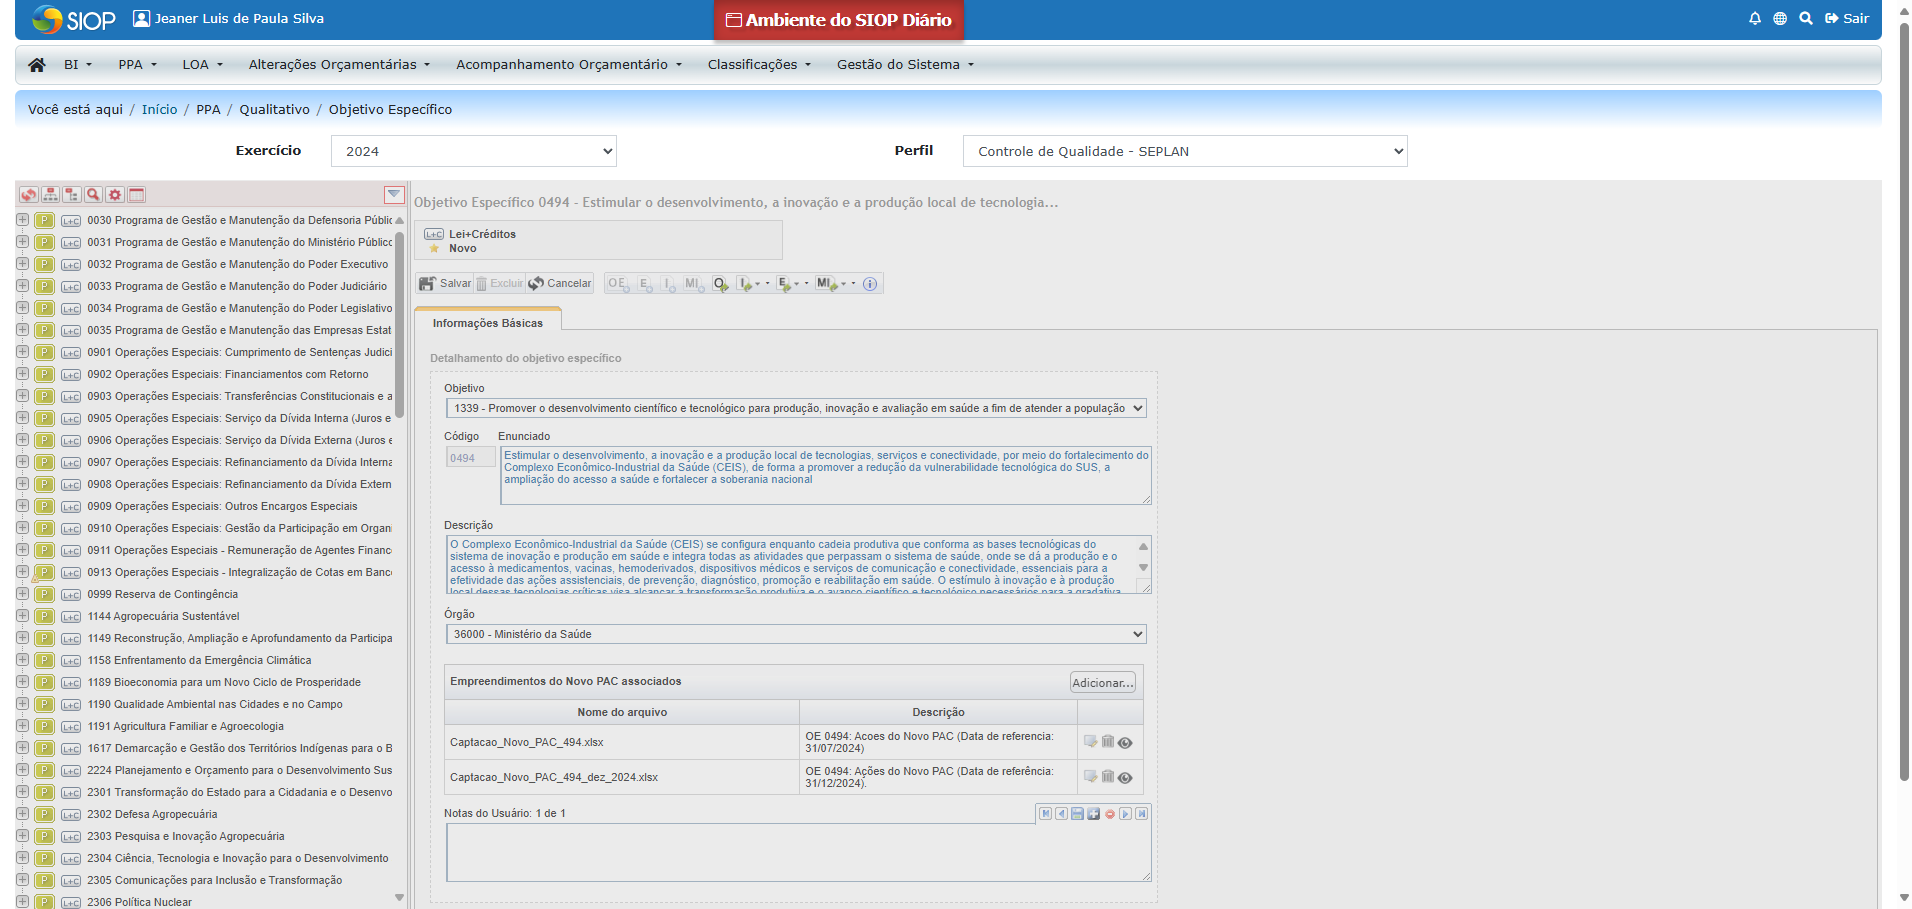 SIOP
Jeaner Luis de Paula Silva
Ambiente do SIOP Diário
Sair
BI
PPA
LOA
Alterações Orçamentárias
Acompanhamento Orçamentário
Classificações
Gestão do Sistema
Você está aqui / Início / PPA / Qualitativo / Objetivo Específico
Exercício
2024
Perfil
Controle de Qualidade - SEPLAN
P L+C 0030 Programa de Gestão e Manutenção da Defensoria Públic
P L+C 0031 Programa de Gestão e Manutenção do Ministério Público
P L+C 0032 Programa de Gestão e Manutenção do Poder Executivo
P L+C 0033 Programa de Gestão e Manutenção do Poder Judiciário
P L+C 0034 Programa de Gestão e Manutenção do Poder Legislativo
P L+C 0035 Programa de Gestão e Manutenção das Empresas Estat
P L+C 0901 Operações Especiais: Cumprimento de Sentenças Judici
P L+C 0902 Operações Especiais: Financiamentos com Retorno
P L+C 0903 Operações Especiais: Transferências Constitucionais e a
P L+C 0905 Operações Especiais: Serviço da Dívida Interna (Juros e
P L+C 0906 Operações Especiais: Serviço da Dívida Externa (Juros e
P L+C 0907 Operações Especiais: Refinanciamento da Dívida Interna
P L+C 0908 Operações Especiais: Refinanciamento da Dívida Extern
P L+C 0909 Operações Especiais: Outros Encargos Especiais
P L+C 0910 Operações Especiais: Gestão da Participação em Organi
P L+C 0911 Operações Especiais - Remuneração de Agentes Financ
P L+C 0913 Operações Especiais - Integralização de Cotas em Banc
P L+C 0999 Reserva de Contingência
P L+C 1144 Agropecuária Sustentável
P L+C 1149 Reconstrução, Ampliação e Aprofundamento da Participa
P L+C 1158 Enfrentamento da Emergência Climática
P L+C 1189 Bioeconomia para um Novo Ciclo de Prosperidade
P L+C 1190 Qualidade Ambiental nas Cidades e no Campo
P L+C 1191 Agricultura Familiar e Agroecologia
P L+C 1617 Demarcação e Gestão dos Territórios Indígenas para o B
P L+C 2224 Planejamento e Orçamento para o Desenvolvimento Sus
P L+C 2301 Transformação do Estado para a Cidadania e o Desenvo
P L+C 2302 Defesa Agropecuária
P L+C 2303 Pesquisa e Inovação Agropecuária
P L+C 2304 Ciência, Tecnologia e Inovação para o Desenvolvimento
P L+C 2305 Comunicações para Inclusão e Transformação
P L+C 2306 Política Nuclear
Objetivo Específico 0494 - Estimular o desenvolvimento, a inovação e a produção local de tecnologia...
L+C Lei+Créditos
Novo
Salvar Excluir Cancelar OE E I MI O I E MI
Informações Básicas
Detalhamento do objetivo específico
Objetivo
1339 - Promover o desenvolvimento científico e tecnológico para produção, inovação e avaliação em saúde a fim de atender a população
Código Enunciado
0494
Estimular o desenvolvimento, a inovação e a produção local de tecnologias, serviços e conectividade, por meio do fortalecimento do
Complexo Econômico-Industrial da Saúde (CEIS), de forma a promover a redução da vulnerabilidade tecnológica do SUS, a
ampliação do acesso a saúde e fortalecer a soberania nacional
Descrição
O Complexo Econômico-Industrial da Saúde (CEIS) se configura enquanto cadeia produtiva que conforma as bases tecnológicas do
sistema de inovação e produção em saúde e integra todas as atividades que perpassam o sistema de saúde, onde se dá a produção e o
acesso à medicamentos, vacinas, hemoderivados, dispositivos médicos e serviços de comunicação e conectividade, essenciais para a
efetividade das ações assistenciais, de prevenção, diagnóstico, promoção e reabilitação em saúde. O estímulo à inovação e à produção
local dessas tecnologias críticas visa alcançar a transformação produtiva e o avanço científico e tecnológico necessários para a gradativa
Órgão
36000 - Ministério da Saúde
Empreendimentos do Novo PAC associados
Adicionar...
Nome do arquivo Descrição
Captacao_Novo_PAC_494.xlsx
OE 0494: Acoes do Novo PAC (Data de referencia:
31/07/2024)
Captacao_Novo_PAC_494_dez_2024.xlsx
OE 0494: Ações do Novo PAC (Data de referência:
31/12/2024).
Notas do Usuário: 1 de 1